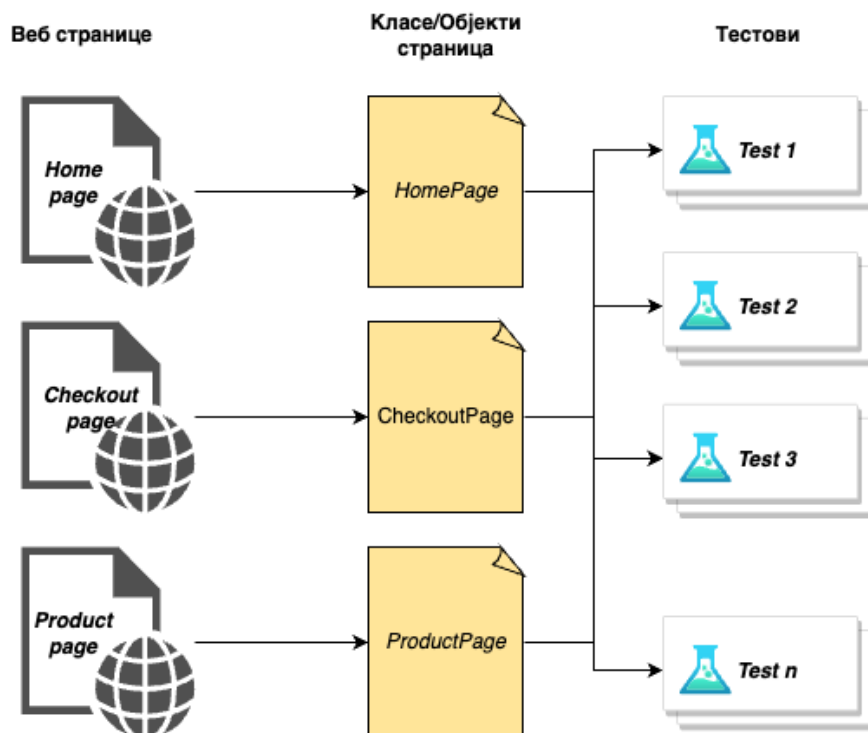 Веб странице
Класе/Објекти
страница
Тестови
Home
page
HomePage
Test 1
Test 2
Checkout
page
CheckoutPage
Test 3
Product
page
ProductPage
Test n